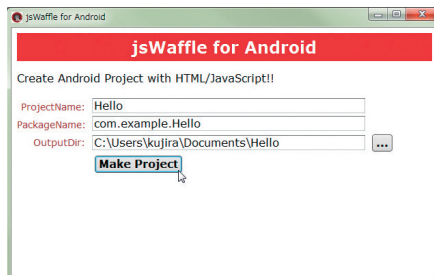 jsWaffle for Android
jsWaffle for Android
Create Android Project with HTML/JavaScript!!
ProjectName: Hello
PackageName: com.example.Hello
OutputDir: C:\Users\kujira\Documents\Hello ...
Make Project